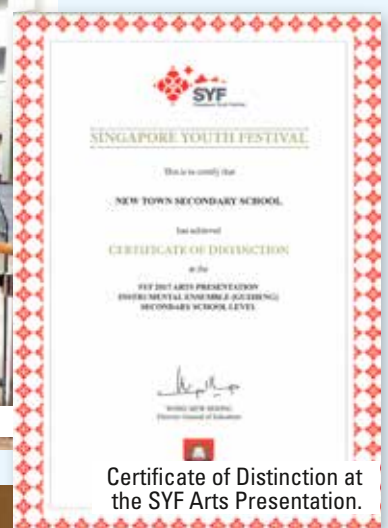 SYF
SINGAPORE YOUTH FESTIVAL
This is to certify that
NEW TOWN SECONDARY SCHOOL
has achieved
CERTIFICATE OF DISTINCTION
at the
SYF 2017 ARTS PRESENTATION
INSTRUMENTAL ENSEMBLE (GUZHENG)
SECONDARY SCHOOL LEVEL
WONG SIEW HOONG
Director-General of Education
Certificate of Distinction at
the SYF Arts Presentation.